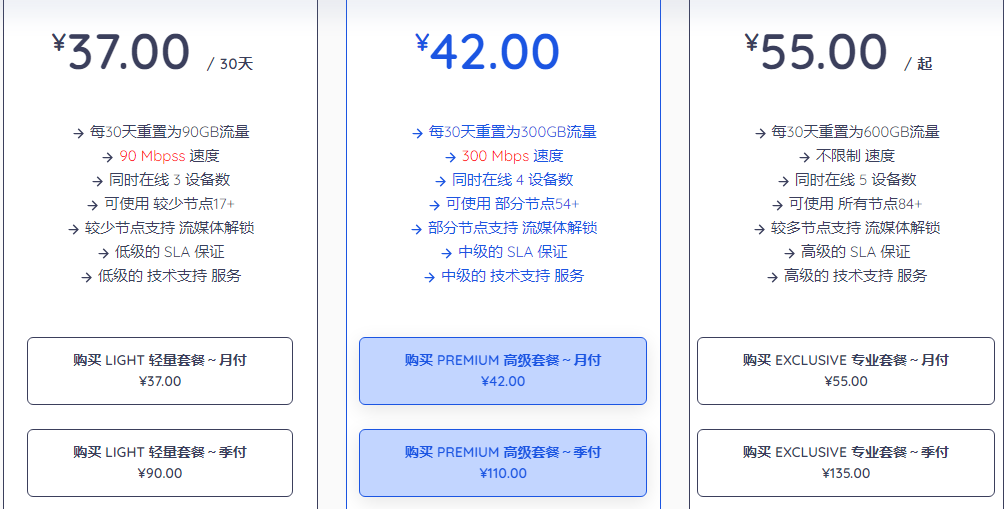 ¥37.00 / 30天
→ 每30天重置为90GB流量
→ 90 Mbpss 速度
→ 同时在线 3 设备数
→ 可使用 较少节点17+
→ 较少节点支持 流媒体解锁
→ 低级的 SLA 保证
→ 低级的 技术支持 服务
购买 LIGHT 轻量套餐 ~ 月付
¥37.00
购买 LIGHT 轻量套餐 ~ 季付
¥90.00
¥42.00
→ 每30天重置为300GB流量
→ 300 Mbps 速度
→ 同时在线 4 设备数
→ 可使用 部分节点54+
→ 部分节点支持 流媒体解锁
→ 中级的 SLA 保证
→ 中级的 技术支持 服务
购买 PREMIUM 高级套餐 ~ 月付
¥42.00
购买 PREMIUM 高级套餐 ~ 季付
¥110.00
¥55.00 / 起
→ 每30天重置为600GB流量
→ 不限制 速度
→ 同时在线 5 设备数
→ 可使用 所有节点84+
→ 较多节点支持 流媒体解锁
→ 高级的 SLA 保证
→ 高级的 技术支持 服务
购买 EXCLUSIVE 专业套餐 ~ 月付
¥55.00
购买 EXCLUSIVE 专业套餐 ~ 季付
¥135.00